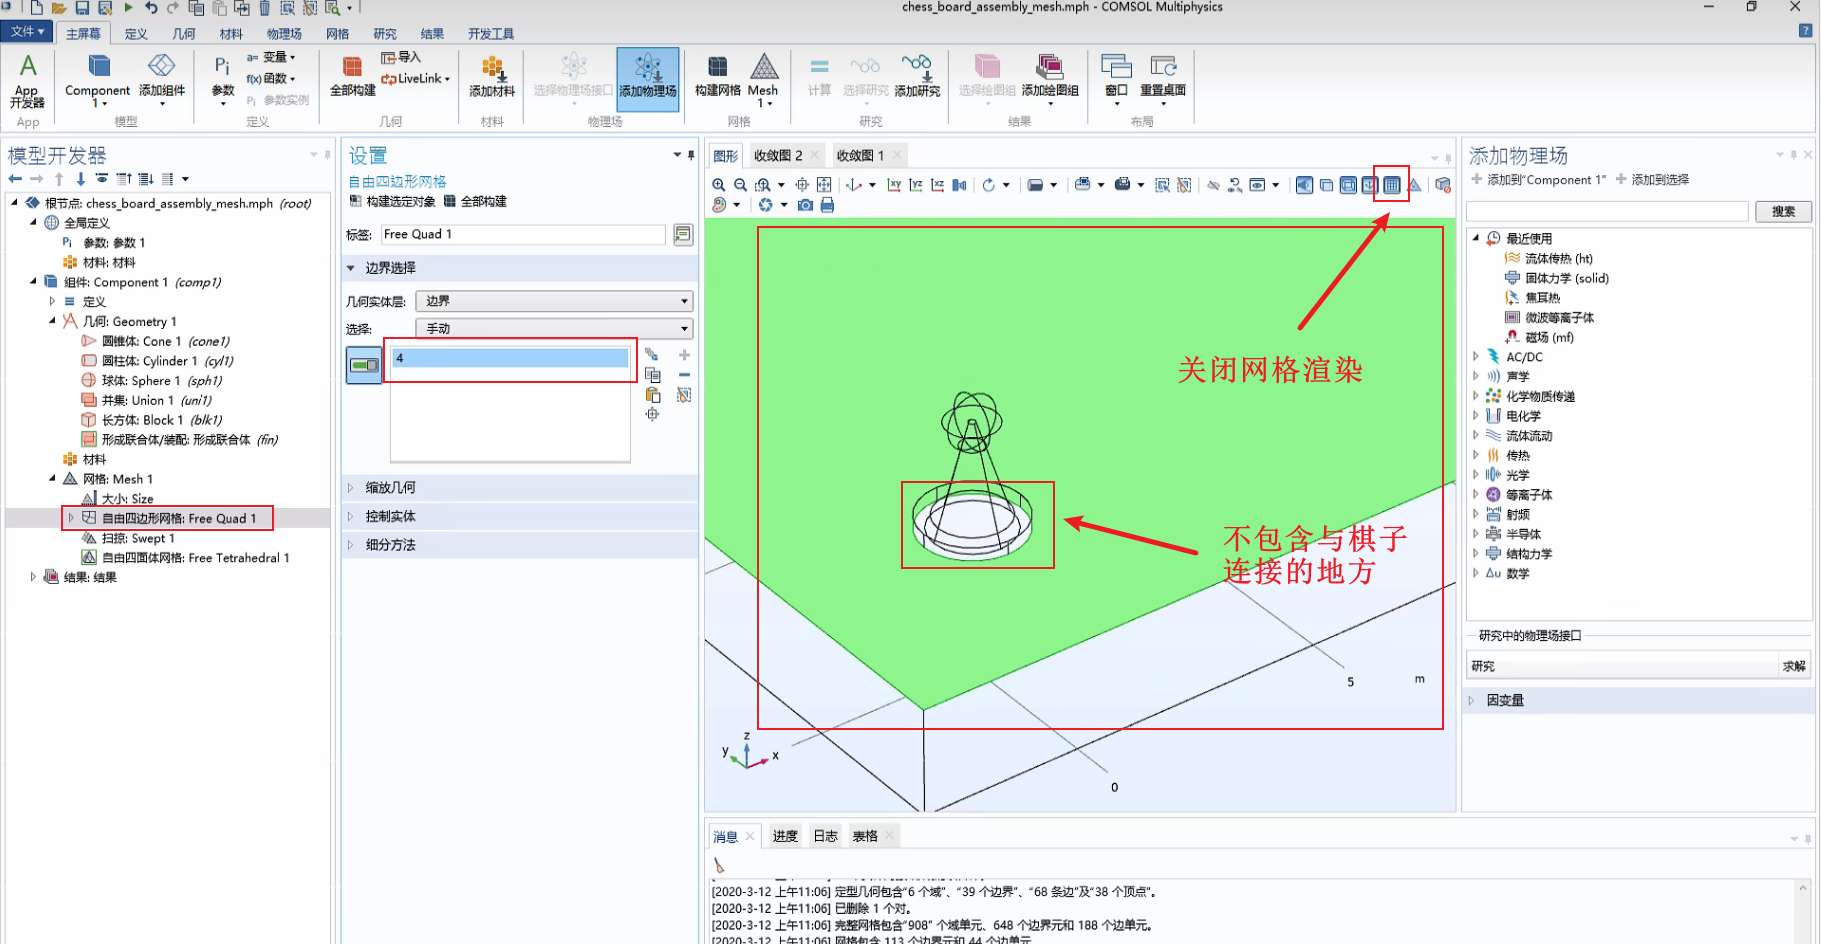 chess_board_assembly_mesh.mph - COMSOL Multiphysics
文件 主屏幕 定义 几何 材料 物理场 网格 研究 结果 开发工具
App 开发器
App
Component 1
添加组件
模型
Pi 参数
a= 变量
f(x) 函数
Pi 参数实例
定义
全部构建
导入
LiveLink
几何
添加材料
材料
选择物理场接口
添加物理场
物理场
构建网格
Mesh 1
网格
计算
选择研究
添加研究
研究
选择绘图组
添加绘图组
结果
窗口
重置桌面
布局
模型开发器
根节点: chess_board_assembly_mesh.mph (root)
全局定义
Pi 参数: 参数 1
材料: 材料
组件: Component 1 (comp1)
定义
几何: Geometry 1
圆锥体: Cone 1 (cone1)
圆柱体: Cylinder 1 (cyl1)
球体: Sphere 1 (sph1)
并集: Union 1 (uni1)
长方体: Block 1 (blk1)
形成联合体/装配: 形成联合体 (fin)
材料
网格: Mesh 1
大小: Size
自由四边形网格: Free Quad 1
扫掠: Swept 1
自由四面体网格: Free Tetrahedral 1
结果: 结果
设置
自由四边形网格
构建选定对象 全部构建
标签: Free Quad 1
边界选择
几何实体层: 边界
选择: 手动
4
缩放几何
控制实体
细分方法
图形 收敛图 2 收敛图 1
xy yz xz
关闭网格渲染
不包含与棋子
连接的地方
5
m
0
z
y
x
消息 进度 日志 表格
[2020-3-12 上午11:06] 定型几何包含“6 个域”、“39 个边界”、“68 条边”及“38 个顶点”。
[2020-3-12 上午11:06] 已删除 1 个对。
[2020-3-12 上午11:06] 完整网格包含“908” 个域单元、648 个边界元和 188 个边单元。
[2020-3-12 上午11:06] 网格包含 113 个边界元和 44 个边单元
添加物理场
添加到“Component 1” 添加到选择
搜索
最近使用
流体传热 (ht)
固体力学 (solid)
焦耳热
微波等离子体
磁场 (mf)
AC/DC
声学
化学物质传递
电化学
流体流动
传热
光学
等离子体
射频
半导体
结构力学
Δu 数学
研究中的物理场接口
研究 求解
因变量